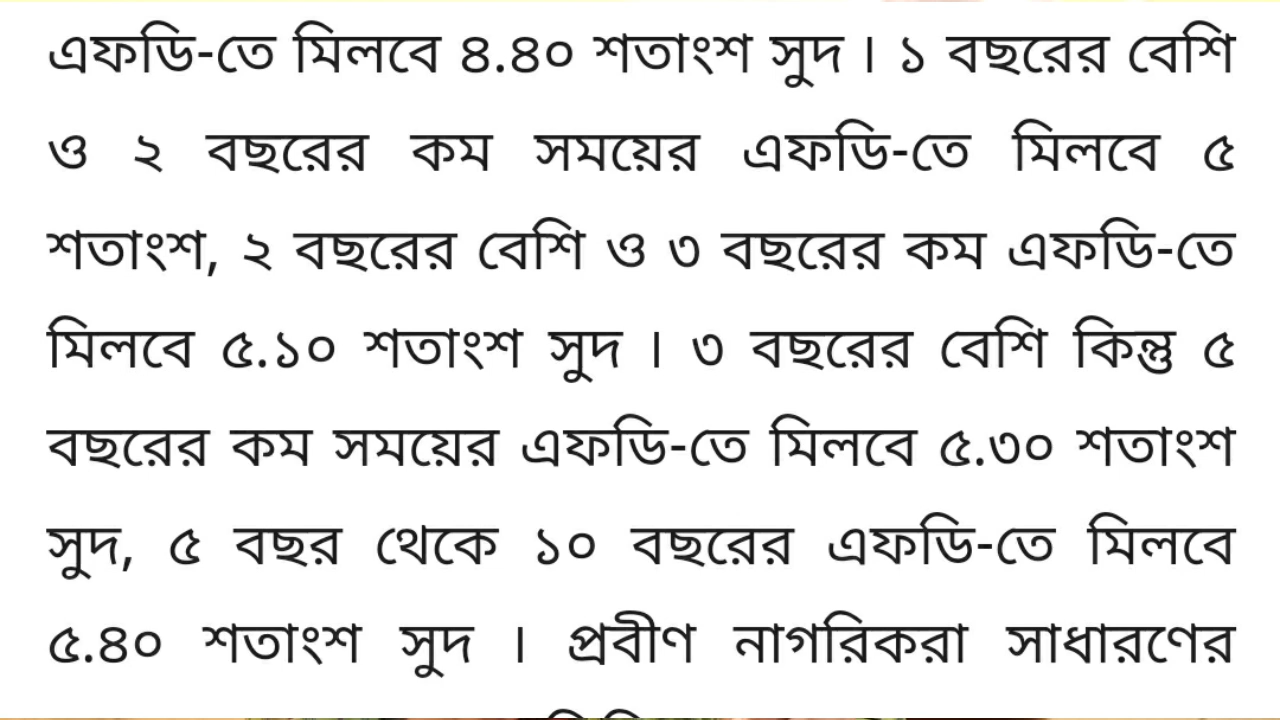 এফডি-তে মিলবে ৪.৪০ শতাংশ সুদ । ১ বছরের বেশি
ও ২ বছরের কম সময়ের এফডি-তে মিলবে ৫
শতাংশ, ২ বছরের বেশি ও ৩ বছরের কম এফডি-তে
মিলবে ৫.১০ শতাংশ সুদ । ৩ বছরের বেশি কিন্তু ৫
বছরের কম সময়ের এফডি-তে মিলবে ৫.৩০ শতাংশ
সুদ, ৫ বছর থেকে ১০ বছরের এফডি-তে মিলবে
৫.৪০ শতাংশ সুদ । প্রবীণ নাগরিকরা সাধারণের